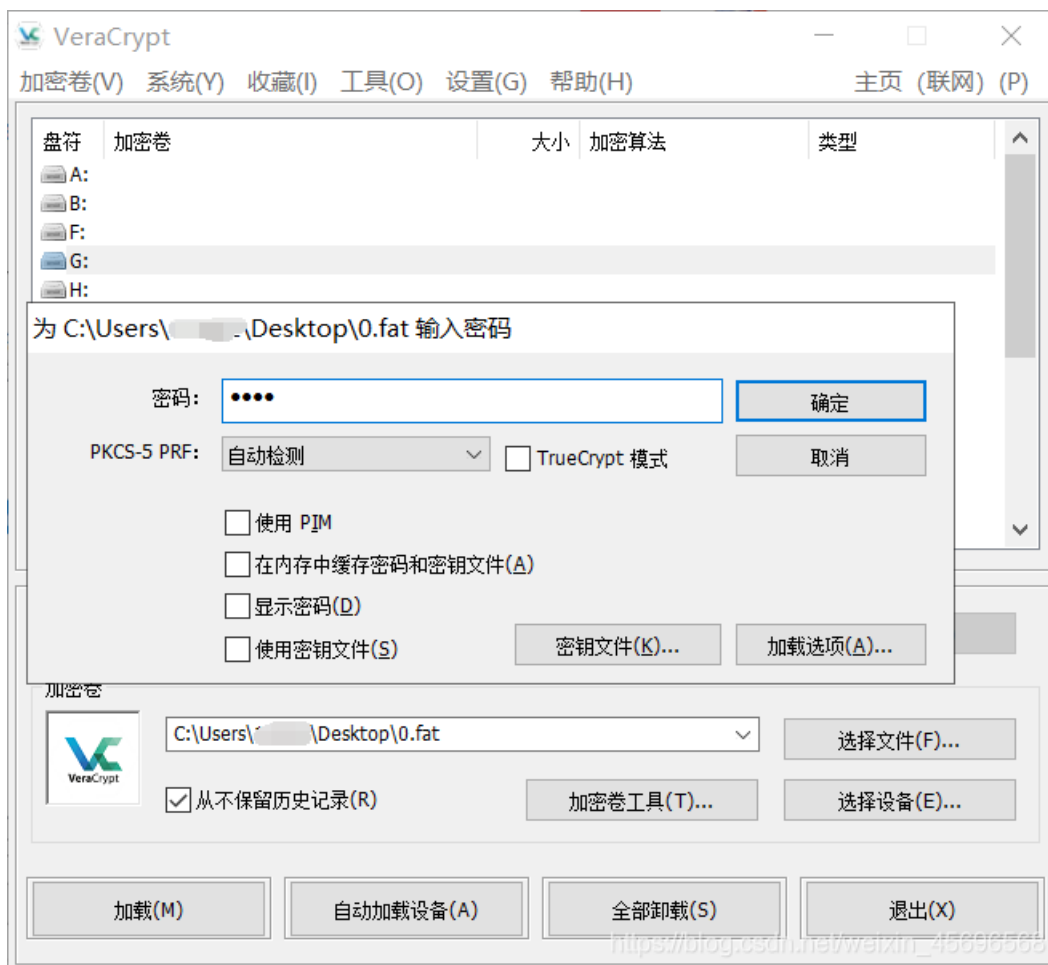 VeraCrypt
加密卷(V) 系统(Y) 收藏(I) 工具(O) 设置(G) 帮助(H) 主页 (联网) (P)
盘符 加密卷 大小 加密算法 类型
A:
B:
F:
G:
H:
为 C:\Users\ \Desktop\0.fat 输入密码
密码: ••••
确定
PKCS-5 PRF: 自动检测 TrueCrypt 模式
取消
使用 PIM
在内存中缓存密码和密钥文件(A)
显示密码(D)
使用密钥文件(S) 密钥文件(K)... 加载选项(A)...
加密卷
VeraCrypt
C:\Users\ \Desktop\0.fat 选择文件(F)...
从不保留历史记录(R) 加密卷工具(T)... 选择设备(E)...
加载(M) 自动加载设备(A) 全部卸载(S) 退出(X)
https://blog.csdn.net/weixin_45696568